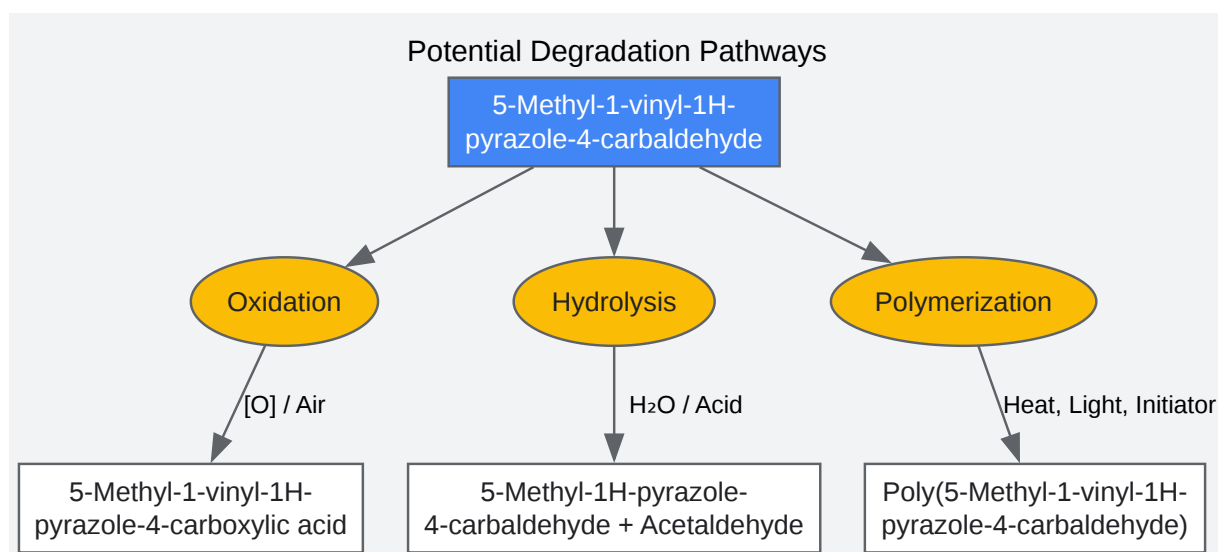 Potential Degradation Pathways
5-Methyl-1-vinyl-1H-
pyrazole-4-carbaldehyde
Oxidation
Hydrolysis
Polymerization
[O] / Air
H₂O / Acid
Heat, Light, Initiator
5-Methyl-1-vinyl-1H-
pyrazole-4-carboxylic acid
5-Methyl-1H-pyrazole-
4-carbaldehyde + Acetaldehyde
Poly(5-Methyl-1-vinyl-1H-
pyrazole-4-carbaldehyde)